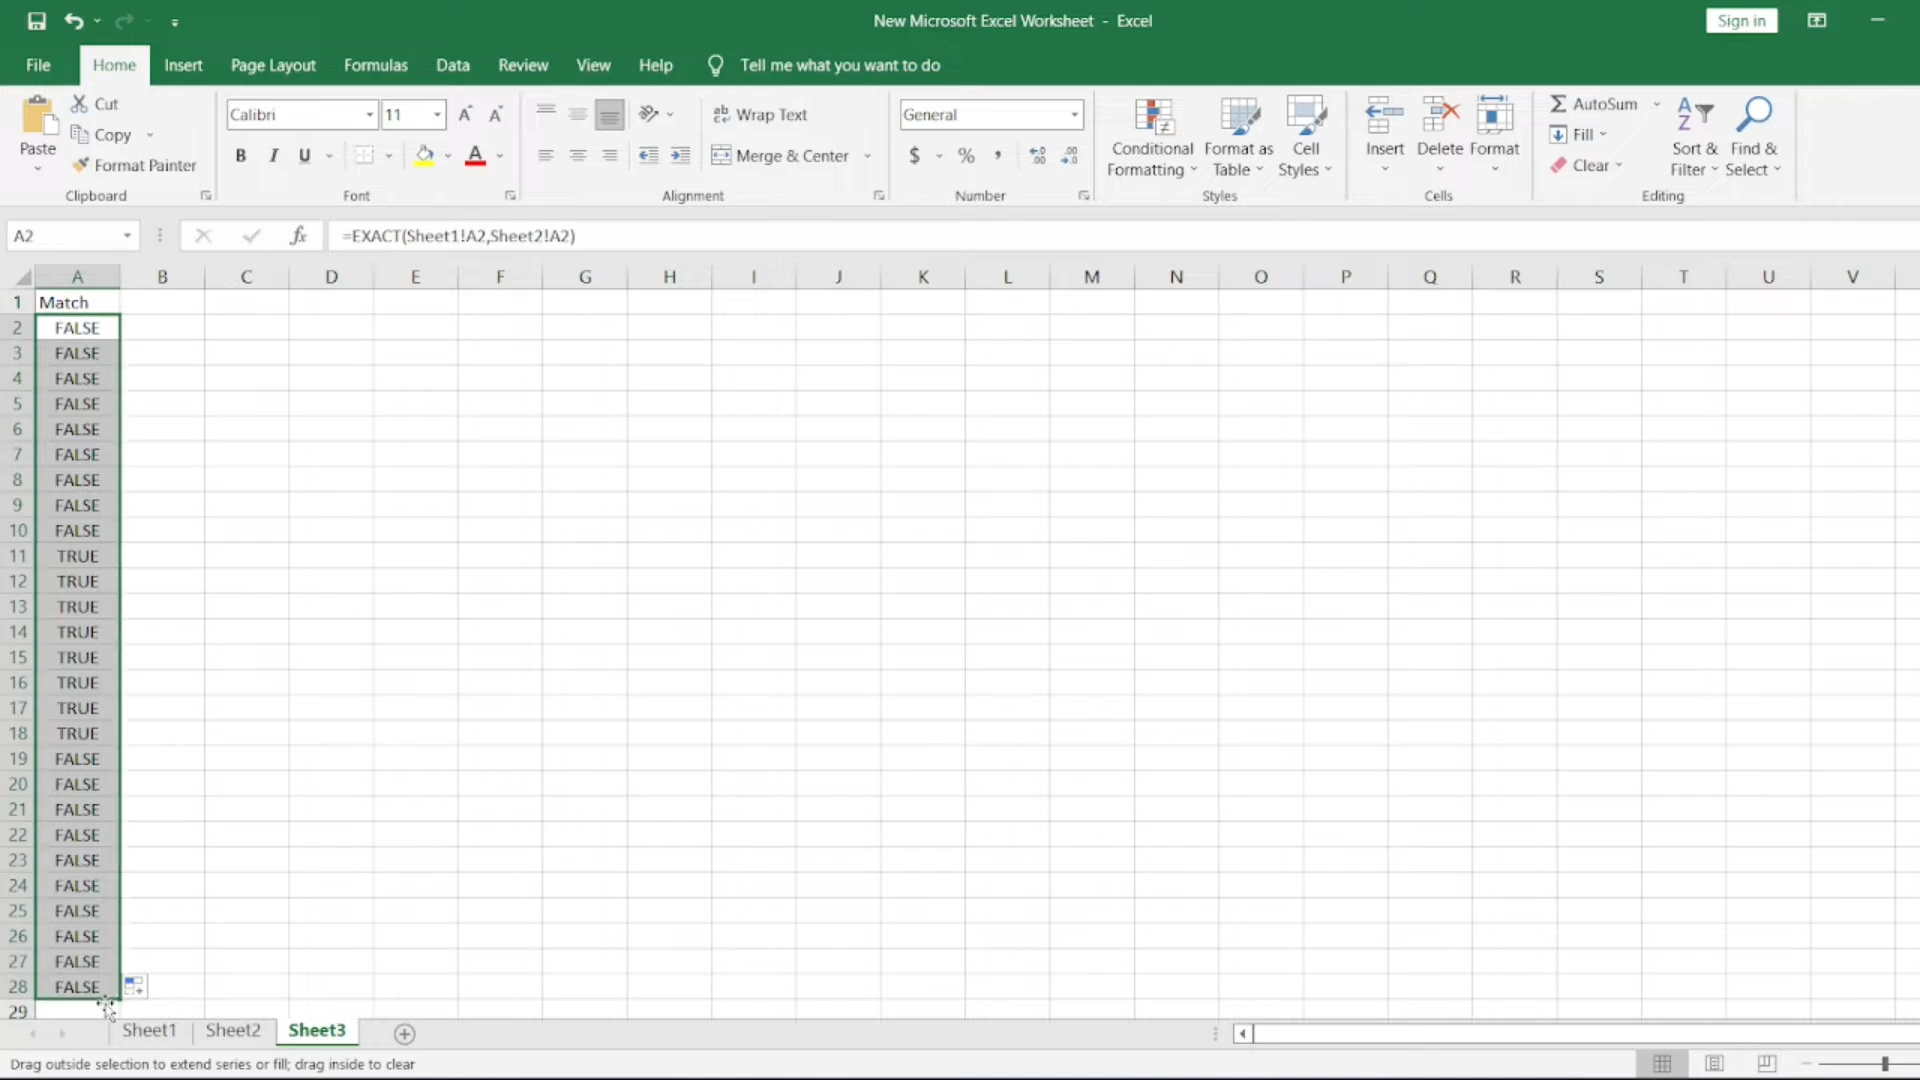 New Microsoft Excel Worksheet - Excel
Sign in
File Home Insert Page Layout Formulas Data Review View Help Tell me what you want to do
Paste
Cut
Copy
Format Painter
Clipboard
Calibri 11
B I U A
Font
ab Wrap Text
Merge & Center
Alignment
General
$ % ,
Number
Conditional Formatting
Format as Table
Cell Styles
Styles
Insert Delete Format
Cells
AutoSum
Fill
Clear
Sort & Filter
Find & Select
Editing
A2 fx =EXACT(Sheet1!A2,Sheet2!A2)
A B C D E F G H I J K L M N O P Q R S T U V
1 Match
2 FALSE
3 FALSE
4 FALSE
5 FALSE
6 FALSE
7 FALSE
8 FALSE
9 FALSE
10 FALSE
11 TRUE
12 TRUE
13 TRUE
14 TRUE
15 TRUE
16 TRUE
17 TRUE
18 TRUE
19 FALSE
20 FALSE
21 FALSE
22 FALSE
23 FALSE
24 FALSE
25 FALSE
26 FALSE
27 FALSE
28 FALSE
29
Sheet1 Sheet2 Sheet3
Drag outside selection to extend series or fill; drag inside to clear